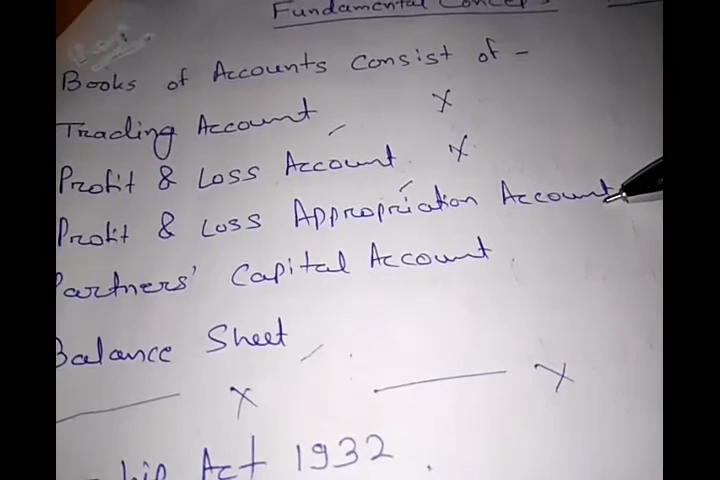 Fundamental Concep
Books of Accounts consist of -
Trading Account X
Profit & Loss Account X
Profit & Loss Appropriation Account
Partners' Capital Account
Balance Sheet
X X
Act 1932